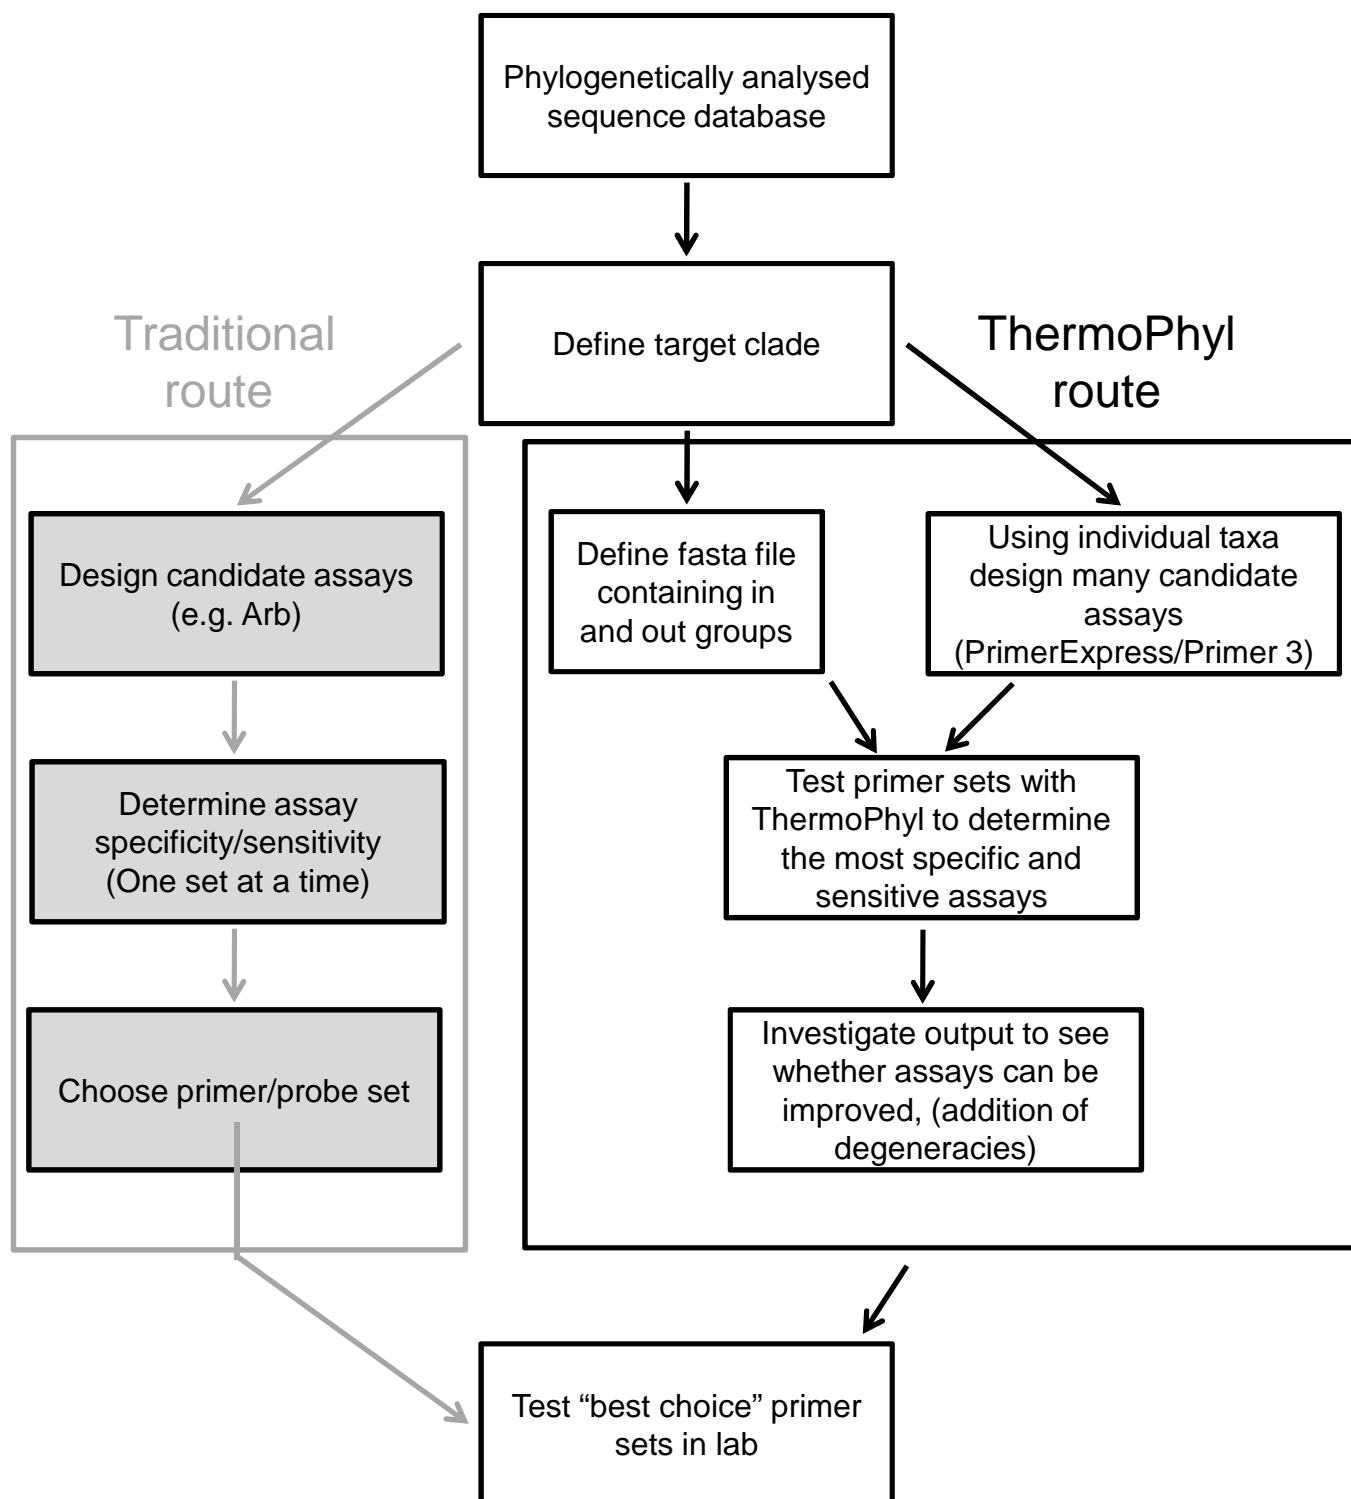 Phylogenetically analysed
sequence database
Define target clade
Traditional
route
ThermoPhyl
route
Design candidate assays
(e.g. Arb)
Determine assay
specificity/sensitivity
(One set at a time)
Choose primer/probe set
Define fasta file
containing in
and out groups
Using individual taxa
design many candidate
assays
(PrimerExpress/Primer 3)
Test primer sets with
ThermoPhyl to determine
the most specific and
sensitive assays
Investigate output to see
whether assays can be
improved, (addition of
degeneracies)
Test “best choice” primer
sets in lab